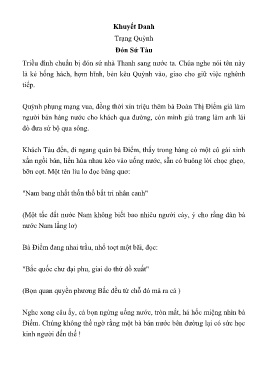 Khuyết Danh
Trạng Quỳnh
Đón Sứ Tàu
Triều đình chuẩn bị đón sứ nhà Thanh sang nước ta. Chúa nghe nói tên này
là kẻ hống hách, hợm hĩnh, bèn kêu Quỳnh vào, giao cho giữ việc nghênh
tiếp.
Quỳnh phụng mạng vua, đồng thời xin triệu thêm bà Đoàn Thị Điểm giả làm
người bán hàng nước cho khách qua đường, còn mình giả trang làm anh lái
đò đưa sứ bộ qua sông.
Khách Tàu đến, đi ngang quán bà Điểm, thấy trong hàng có một cô gái xinh
xắn ngồi bán, liền hùa nhau kéo vào uống nước, sẵn có buông lời chọc ghẹo,
bỡn cợt. Một tên líu lo đọc bâng quơ:
"Nam bang nhất thốn thổ bất tri nhân canh"
(Một tấc đất nước Nam không biết bao nhiêu người cày, ý cho rằng dân bà
nước Nam lẳng lơ)
Bà Điểm đang nhai trầu, nhổ toẹt một bãi, đọc:
"Bắc quốc chư đại phu, giai do thử đồ xuất"
(Bọn quan quyền phương Bắc đều từ chỗ đó mà ra cả )
Nghe xong câu ấy, cả bọn ngừng uống nước, tròn mắt, há hốc miệng nhìn bà
Điểm. Chúng không thể ngờ rằng một bà bán nước bên đường lại có sức học
kinh người đến thế !